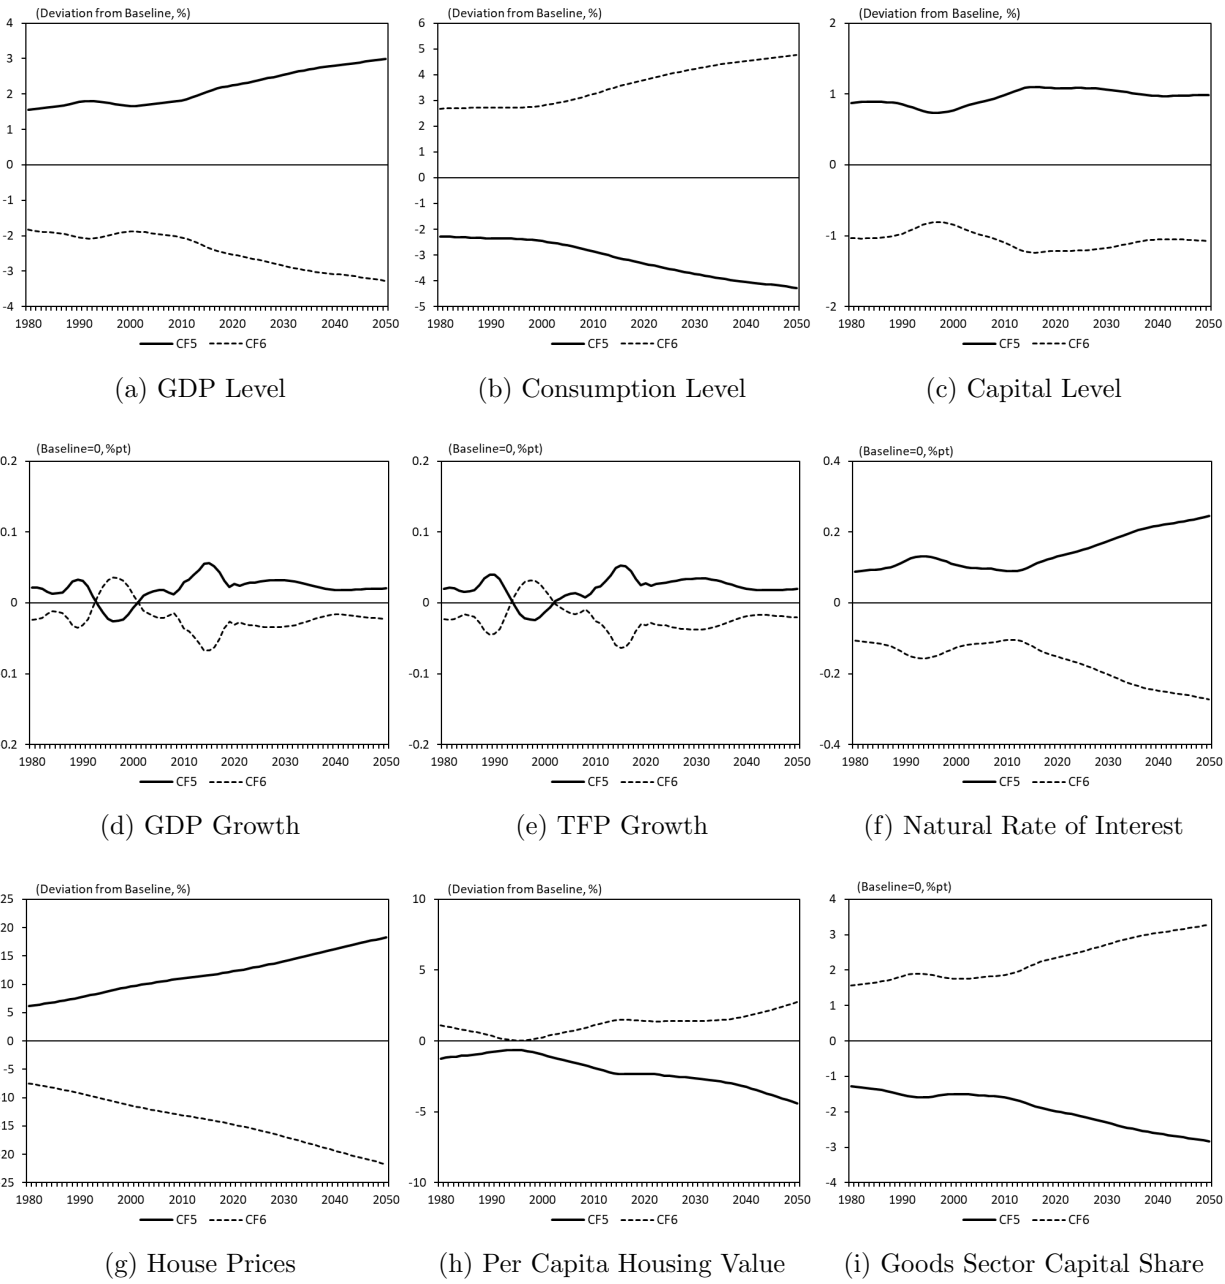 (Deviation from Baseline, %)
4
3
2
1
0
-1
-2
-3
-4
1980 1990 2000 2010 2020 2030 2040 2050
CF5 CF6
(a) GDP Level
(Deviation from Baseline, %)
6
5
4
3
2
1
0
-1
-2
-3
-4
-5
1980 1990 2000 2010 2020 2030 2040 2050
CF5 CF6
(b) Consumption Level
(Deviation from Baseline, %)
2
1
0
-1
-2
1980 1990 2000 2010 2020 2030 2040 2050
CF5 CF6
(c) Capital Level
(Baseline=0, %pt)
0.2
0.1
0
0.1
0.2
1980 1990 2000 2010 2020 2030 2040 2050
CF5 CF6
(d) GDP Growth
(Baseline=0, %pt)
0.2
0.1
0
-0.1
-0.2
1980 1990 2000 2010 2020 2030 2040 2050
CF5 CF6
(e) TFP Growth
(Baseline=0, %pt)
0.4
0.2
0
-0.2
-0.4
1980 1990 2000 2010 2020 2030 2040 2050
CF5 CF6
(f) Natural Rate of Interest
(Deviation from Baseline, %)
25
20
15
10
5
0
-5
10
15
20
25
1980 1990 2000 2010 2020 2030 2040 2050
CF5 CF6
(g) House Prices
(Deviation from Baseline, %)
10
5
0
-5
-10
1980 1990 2000 2010 2020 2030 2040 2050
CF5 CF6
(h) Per Capita Housing Value
(Baseline=0, %pt)
4
3
2
1
0
-1
-2
-3
-4
1980 1990 2000 2010 2020 2030 2040 2050
CF5 CF6
(i) Goods Sector Capital Share